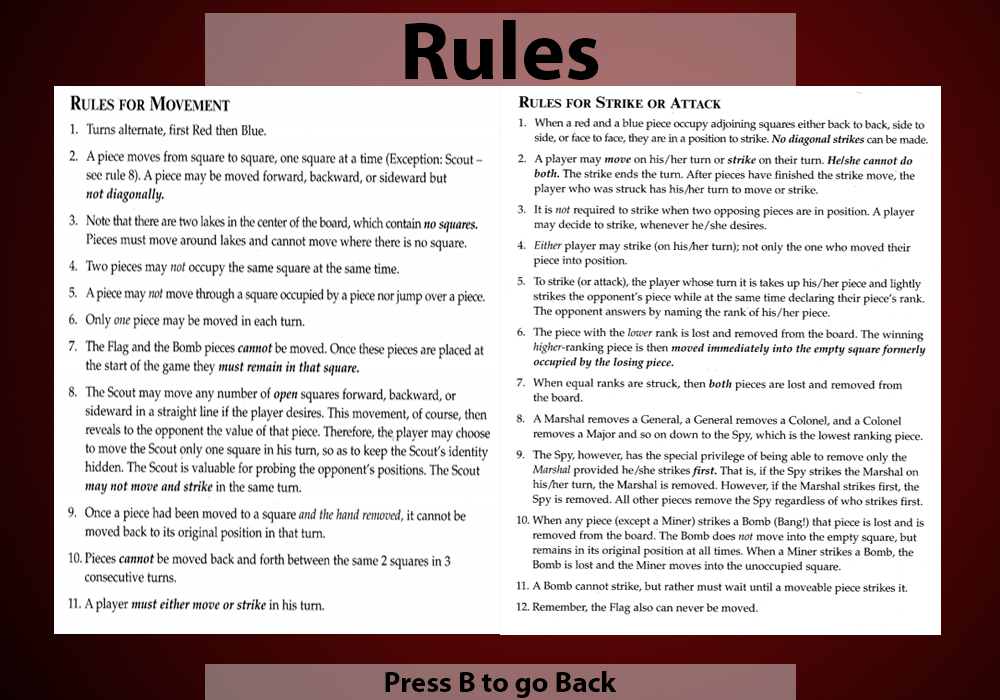 Rules
RULES FOR MOVEMENT
1. Turns alternate, first Red then Blue.
2. A piece moves from square to square, one square at a time (Exception: Scout –
see rule 8). A piece may be moved forward, backward, or sideward but
not diagonally.
3. Note that there are two lakes in the center of the board, which contain no squares.
Pieces must move around lakes and cannot move where there is no square.
4. Two pieces may not occupy the same square at the same time.
5. A piece may not move through a square occupied by a piece nor jump over a piece.
6. Only one piece may be moved in each turn.
7. The Flag and the Bomb pieces cannot be moved. Once these pieces are placed at
the start of the game they must remain in that square.
8. The Scout may move any number of open squares forward, backward, or
sideward in a straight line if the player desires. This movement, of course, then
reveals to the opponent the value of that piece. Therefore, the player may choose
to move the Scout only one square in his turn, so as to keep the Scout's identity
hidden. The Scout is valuable for probing the opponent's positions. The Scout
may not move and strike in the same turn.
9. Once a piece had been moved to a square and the hand removed, it cannot be
moved back to its original position in that turn.
10. Pieces cannot be moved back and forth between the same 2 squares in 3
consecutive turns.
11. A player must either move or strike in his turn.
RULES FOR STRIKE OR ATTACK
1. When a red and a blue piece occupy adjoining squares either back to back, side to
side, or face to face, they are in a position to strike. No diagonal strikes can be made.
2. A player may move on his/her turn or strike on their turn. He/she cannot do
both. The strike ends the turn. After pieces have finished the strike move, the
player who was struck has his/her turn to move or strike.
3. It is not required to strike when two opposing pieces are in position. A player
may decide to strike, whenever he/she desires.
4. Either player may strike (on his/her turn); not only the one who moved their
piece into position.
5. To strike (or attack), the player whose turn it is takes up his/her piece and lightly
strikes the opponent's piece while at the same time declaring their piece's rank.
The opponent answers by naming the rank of his/her piece.
6. The piece with the lower rank is lost and removed from the board. The winning
higher-ranking piece is then moved immediately into the empty square formerly
occupied by the losing piece.
7. When equal ranks are struck, then both pieces are lost and removed from
the board.
8. A Marshal removes a General, a General removes a Colonel, and a Colonel
removes a Major and so on down to the Spy, which is the lowest ranking piece.
9. The Spy, however, has the special privilege of being able to remove only the
Marshal provided he/she strikes first. That is, if the Spy strikes the Marshal on
his/her turn, the Marshal is removed. However, if the Marshal strikes first, the
Spy is removed. All other pieces remove the Spy regardless of who strikes first.
10. When any piece (except a Miner) strikes a Bomb (Bang!) that piece is lost and is
removed from the board. The Bomb does not move into the empty square, but
remains in its original position at all times. When a Miner strikes a Bomb, the
Bomb is lost and the Miner moves into the unoccupied square.
11. A Bomb cannot strike, but rather must wait until a moveable piece strikes it.
12. Remember, the Flag also can never be moved.
Press B to go Back